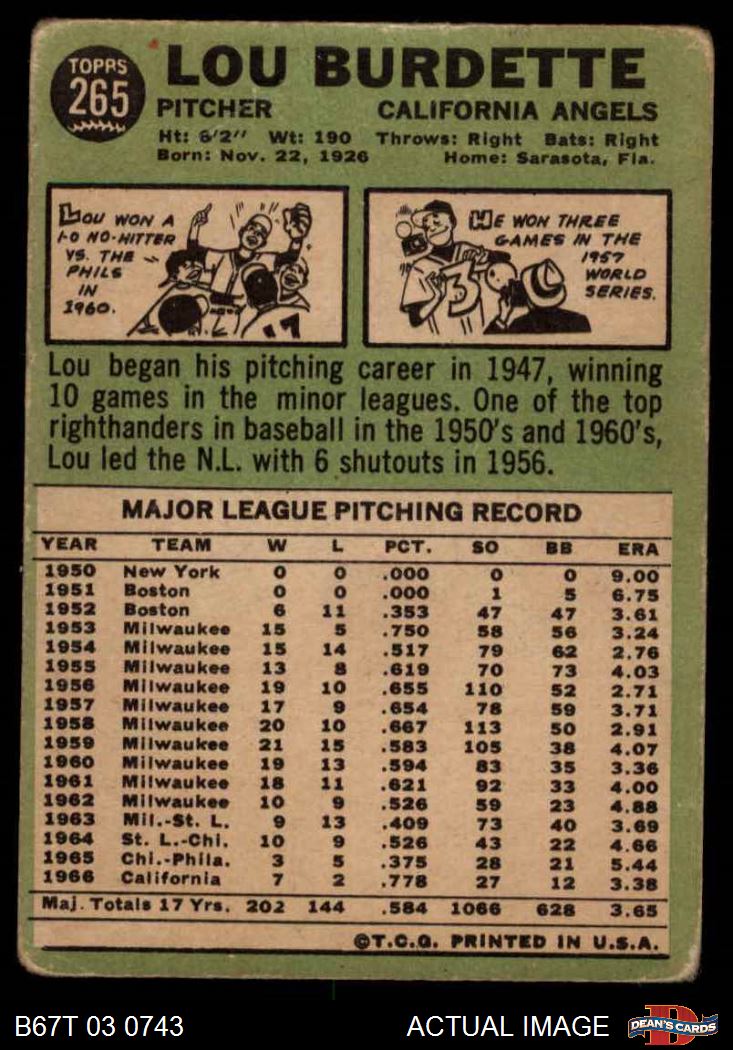 TOPPS
265
LOU BURDETTE
PITCHER CALIFORNIA ANGELS
Ht: 6'2" Wt: 190 Throws: Right Bats: Right
Born: Nov. 22, 1926 Home: Sarasota, Fla.
LOU WON A
1-0 NO-HITTER
VS. THE
PHILS
IN
1960.
17
HE WON THREE
GAMES IN THE
1957
WORLD
SERIES.
3
Lou began his pitching career in 1947, winning
10 games in the minor leagues. One of the top
righthanders in baseball in the 1950's and 1960's,
Lou led the N.L. with 6 shutouts in 1956.
MAJOR LEAGUE PITCHING RECORD
YEAR TEAM W L PCT. SO BB ERA
1950 New York 0 0 .000 0 0 9.00
1951 Boston 0 0 .000 1 5 6.75
1952 Boston 6 11 .353 47 47 3.61
1953 Milwaukee 15 5 .750 58 56 3.24
1954 Milwaukee 15 14 .517 79 62 2.76
1955 Milwaukee 13 8 .619 70 73 4.03
1956 Milwaukee 19 10 .655 110 52 2.71
1957 Milwaukee 17 9 .654 78 59 3.71
1958 Milwaukee 20 10 .667 113 50 2.91
1959 Milwaukee 21 15 .583 105 38 4.07
1960 Milwaukee 19 13 .594 83 35 3.36
1961 Milwaukee 18 11 .621 92 33 4.00
1962 Milwaukee 10 9 .526 59 23 4.88
1963 Mil.-St. L. 9 13 .409 73 40 3.69
1964 St. L.-Chi. 10 9 .526 43 22 4.66
1965 Chi.-Phila. 3 5 .375 28 21 5.44
1966 California 7 2 .778 27 12 3.38
Maj. Totals 17 Yrs. 202 144 .584 1066 628 3.65
©T.C.G. PRINTED IN U.S.A.
B67T 03 0743 ACTUAL IMAGE D DEAN'S CARDS